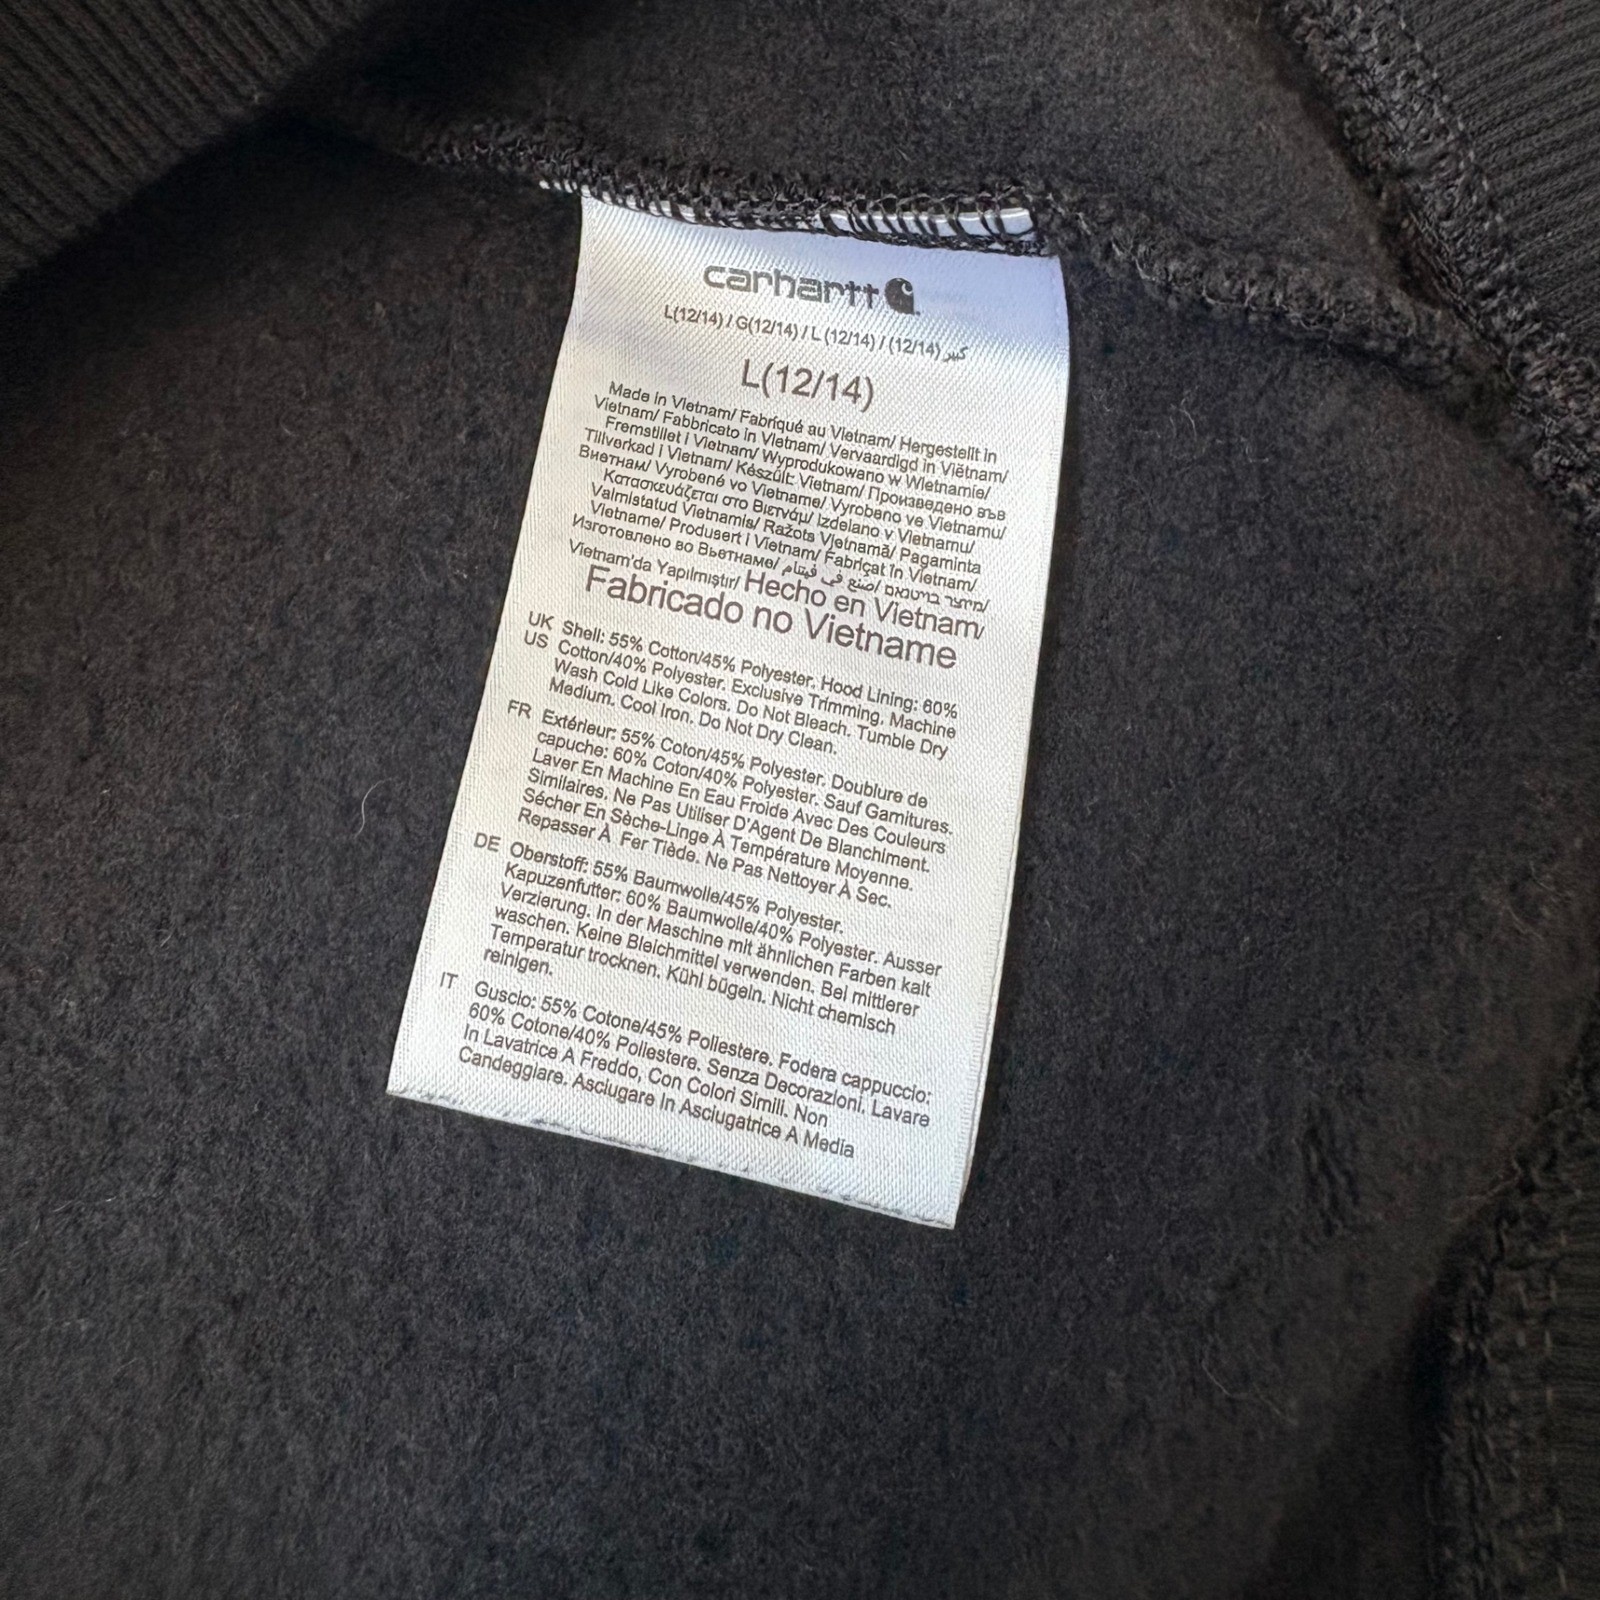 carhartt
L(12/14) / G(12/14) / L (12/14) / (12/14) كبير
L(12/14)
Made in Vietnam/ Fabriqué au Vietnam/ Hergestellt in
Vietnam/ Fabbricato in Vietnam/ Vervaardigd in Viëtnam/
Fremstillet i Vietnam/ Wyprodukowano w Wietnamie/
Tillverkad i Vietnam/ Készült: Vietnam/ Произведено във
Виетнам/ Vyrobené vo Vietname/ Vyrobeno ve Vietnamu/
Κατασκευάζεται στο Βιετνάμ/ Izdelano v Vietnamu/
Valmistatud Vietnamis/ Ražots Vjetnamā/ Pagaminta
Vietname/ Produsert i Vietnam/ Fabricat în Vietnam/
Изготовлено во Вьетнаме/ صنع في فيتنام/ מיוצר בוייטנאם/
Vietnam'da Yapılmıştır/ Hecho en Vietnam/
Fabricado no Vietname
UK Shell: 55% Cotton/45% Polyester. Hood Lining: 60%
US Cotton/40% Polyester. Exclusive Trimming. Machine
Wash Cold Like Colors. Do Not Bleach. Tumble Dry
Medium. Cool Iron. Do Not Dry Clean.
FR Extérieur: 55% Coton/45% Polyester. Doublure de
capuche: 60% Coton/40% Polyester. Sauf Garnitures.
Laver En Machine En Eau Froide Avec Des Couleurs
Similaires. Ne Pas Utiliser D'Agent De Blanchiment.
Sécher En Sèche-Linge À Température Moyenne.
Repasser À Fer Tiède. Ne Pas Nettoyer À Sec.
DE Oberstoff: 55% Baumwolle/45% Polyester.
Kapuzenfutter: 60% Baumwolle/40% Polyester. Ausser
Verzierung. In der Maschine mit ähnlichen Farben kalt
waschen. Keine Bleichmittel verwenden. Bei mittlerer
Temperatur trocknen. Kühl bügeln. Nicht chemisch
reinigen.
IT Guscio: 55% Cotone/45% Poliestere. Fodera cappuccio:
60% Cotone/40% Poliestere. Senza Decorazioni. Lavare
In Lavatrice A Freddo, Con Colori Simili. Non
Candeggiare. Asciugare In Asciugatrice A Media